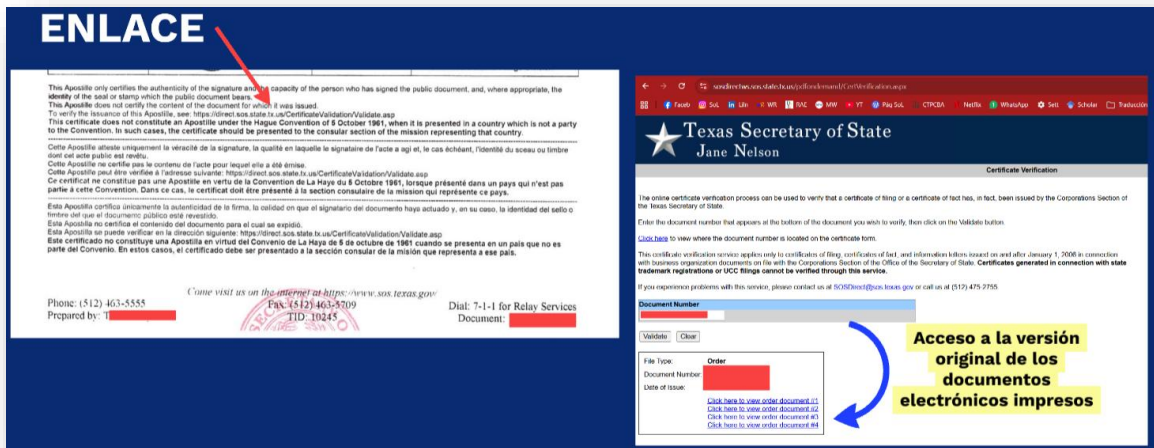 ENLACE
This Apostille only certifies the authenticity of the signature and the capacity of the person who has signed the public document, and, where appropriate, the
identity of the seal or stamp which the public document bears.
This Apostille does not certify the content of the document for which it was issued.
To verify the issuance of this Apostille, see: https://direct.sos.state.tx.us/CertificateValidation/Validate.asp
This certificate does not constitute an Apostille under the Hague Convention of 5 October 1961, when it is presented in a country which is not a party
to the Convention. In such cases, the certificate should be presented to the consular section of the mission representing that country.
Cette Apostille atteste uniquement la véracité de la signature, la qualité en laquelle le signataire de l'acte a agi et, le cas échéant, l'identité du sceau ou timbre
dont cet acte public est revêtu.
Cette Apostille ne certifie pas le contenu de l'acte pour lequel elle a été émise.
Cette Apostille peut être vérifiée à l'adresse suivante: https://direct.sos.state.tx.us/CertificateValidation/Validate.asp
Ce certificat ne constitue pas une Apostille en vertu de la Convention de La Haye du 5 Octobre 1961, lorsque présenté dans un pays qui n'est pas
partie à cette Convention. Dans ce cas, le certificat doit être présenté à la section consulaire de la mission qui représente ce pays.
Esta Apostilla certifica únicamente la autenticidad de la firma, la calidad en que el signatario del documento haya actuado y, en su caso, la identidad del sello o
timbre del que el documento público esté revestido.
Esta Apostilla no certifica el contenido del documento para el cual se expidió.
Esta Apostilla se puede verificar en la dirección siguiente: https://direct.sos.state.tx.us/CertificateValidation/Validate.asp
Este certificado no constituye una Apostilla en virtud del Convenio de La Haya de 5 de octubre de 1961 cuando se presenta en un país que no es
parte del Convenio. En estos casos, el certificado debe ser presentado a la sección consular de la misión que representa a ese país.
Come visit us on the internet at https://www.sos.texas.gov/
Phone: (512) 463-5555 Fax: (512) 463-5709 Dial: 7-1-1 for Relay Services
Prepared by: TID: 10245 Document:
sosdirectws.sos.state.tx.us/pdfondemand/CertVerification.aspx
Faceb SoL Lin WR RAE MW YT Pág SoL CTPCBA Netflix WhatsApp Sett Scholar Traducción
Texas Secretary of State
Jane Nelson
Certificate Verification
The online certificate verification process can be used to verify that a certificate of filing or a certificate of fact has, in fact, been issued by the Corporations Section of
the Texas Secretary of State.
Enter the document number that appears at the bottom of the document you wish to verify, then click on the Validate button.
Click here to view where the document number is located on the certificate form.
This certificate verification service applies only to certificates of filing, certificates of fact, and information letters issued on and after January 1, 2006 in connection
with business organization documents on file with the Corporations Section of the Office of the Secretary of State. Certificates generated in connection with state
trademark registrations or UCC filings cannot be verified through this service.
If you experience problems with this service, please contact us at SOSDirect@sos.texas.gov or call us at (512) 475-2755.
Document Number
Validate Clear
File Type: Order
Document Number:
Date of Issue:
Click here to view order document #1
Click here to view order document #2
Click here to view order document #3
Click here to view order document #4
Acceso a la versión
original de los
documentos
electrónicos impresos